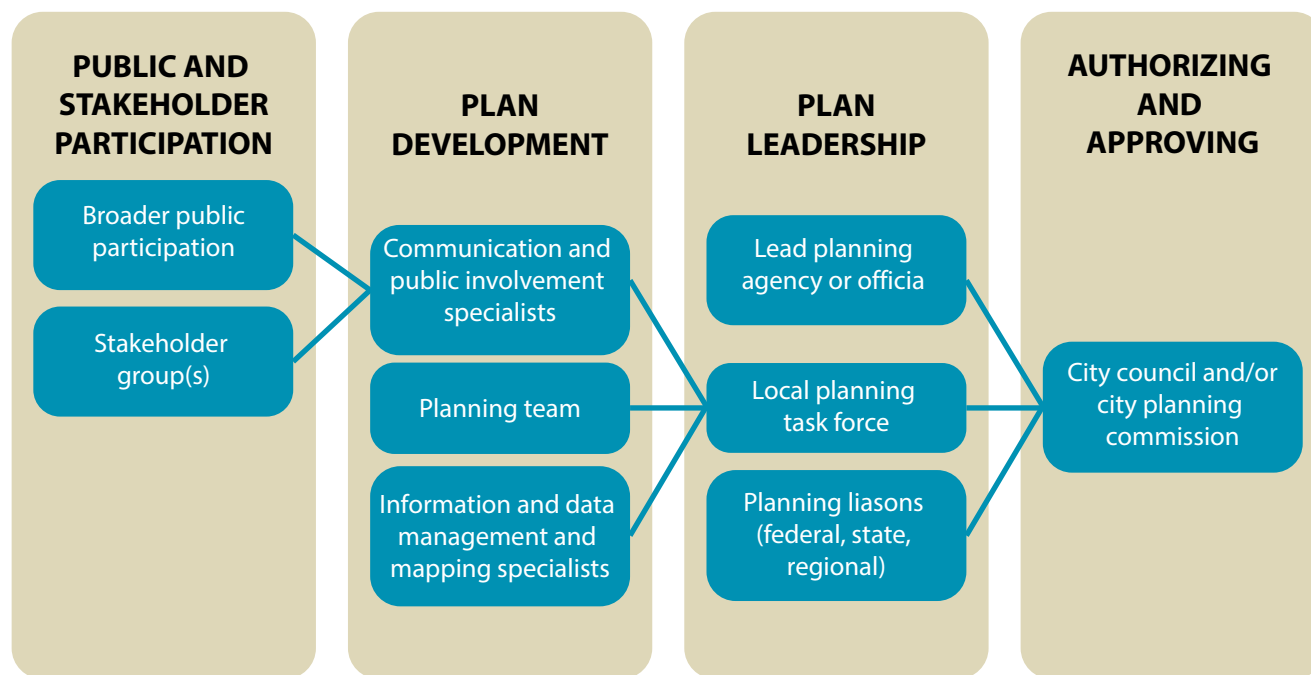 PUBLIC AND
STAKEHOLDER
PARTICIPATION
Broader public
participation
Stakeholder
group(s)
PLAN
DEVELOPMENT
Communication and
public involvement
specialists
Planning team
Information and data
management and
mapping specialists
PLAN
LEADERSHIP
Lead planning
agency or officia
Local planning
task force
Planning liasons
(federal, state,
regional)
AUTHORIZING
AND
APPROVING
City council and/or
city planning
commission